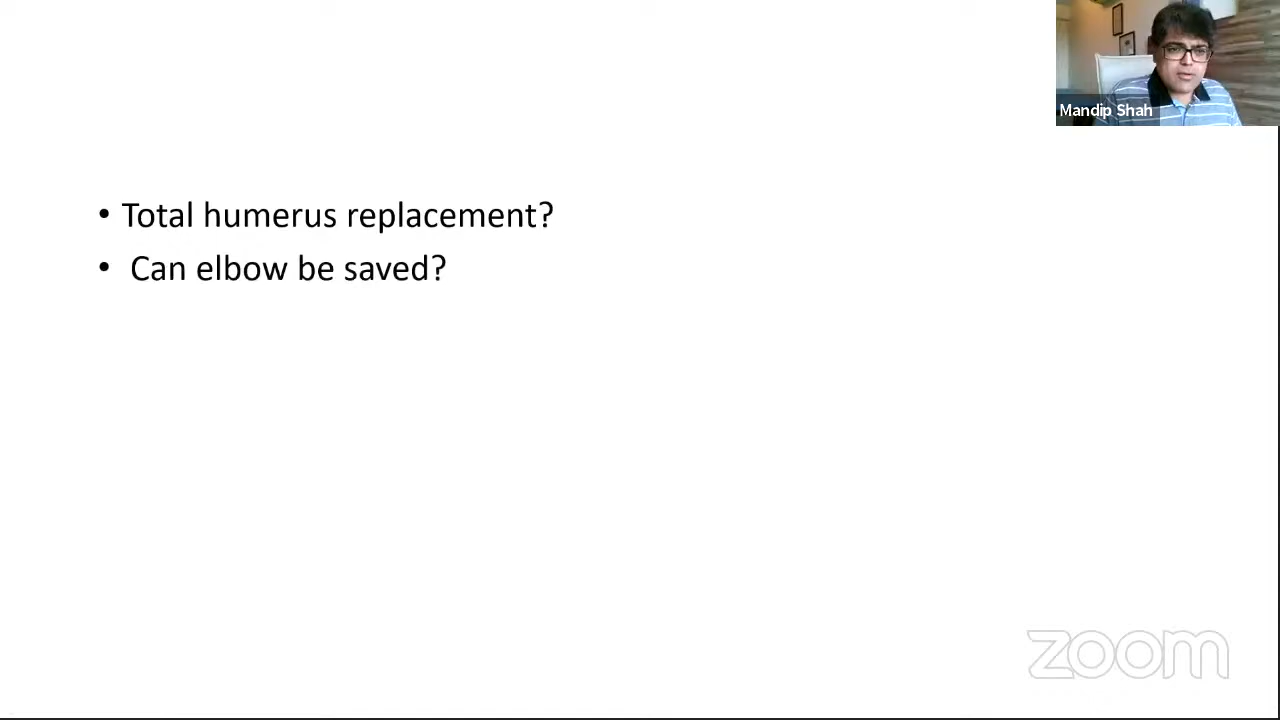 Mandip Shah
• Total humerus replacement?
• Can elbow be saved?
zoom